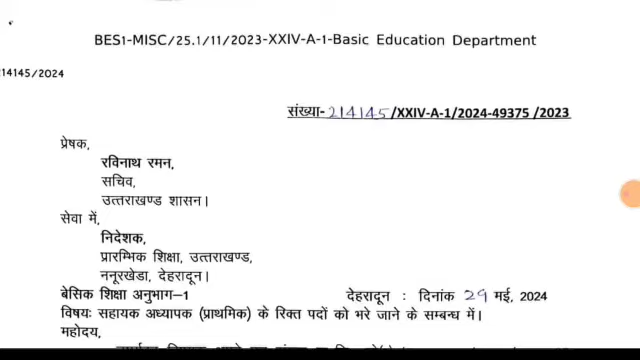 BES1-MISC/25.1/11/2023-XXIV-A-1-Basic Education Department
214145/2024
संख्या- 214145/XXIV-A-1/2024-49375 /2023
प्रेषक,
रविनाथ रमन,
सचिव,
उत्तराखण्ड शासन।
सेवा में,
निदेशक,
प्रारम्भिक शिक्षा, उत्तराखण्ड,
ननूरखेडा, देहरादून।
बेसिक शिक्षा अनुभाग–1 देहरादून : दिनांक 29 मई, 2024
विषयः सहायक अध्यापक (प्राथमिक) के रिक्त पदों को भरे जाने के सम्बन्ध में।
महोदय,